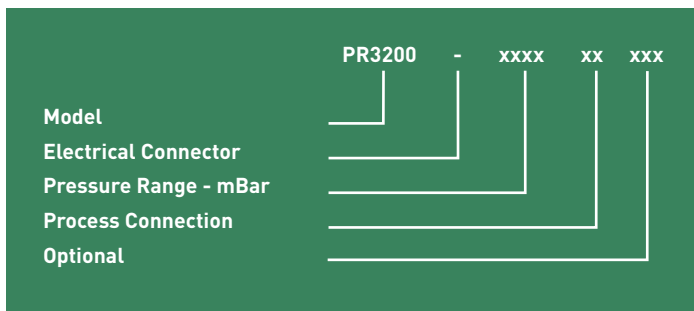 PR3200 - xxxx xx xxx
Model
Electrical Connector
Pressure Range - mBar
Process Connection
Optional